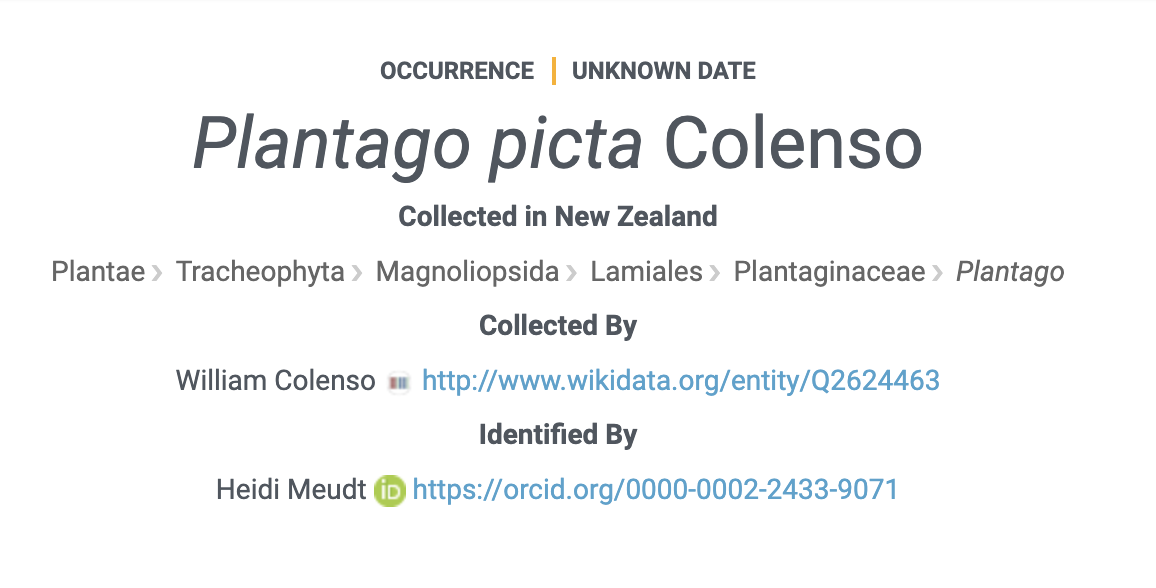 OCCURRENCE | UNKNOWN DATE
Plantago picta Colenso
Collected in New Zealand
Plantae › Tracheophyta › Magnoliopsida › Lamiales › Plantaginaceae › Plantago
Collected By
William Colenso http://www.wikidata.org/entity/Q2624463
Identified By
Heidi Meudt iD https://orcid.org/0000-0002-2433-9071